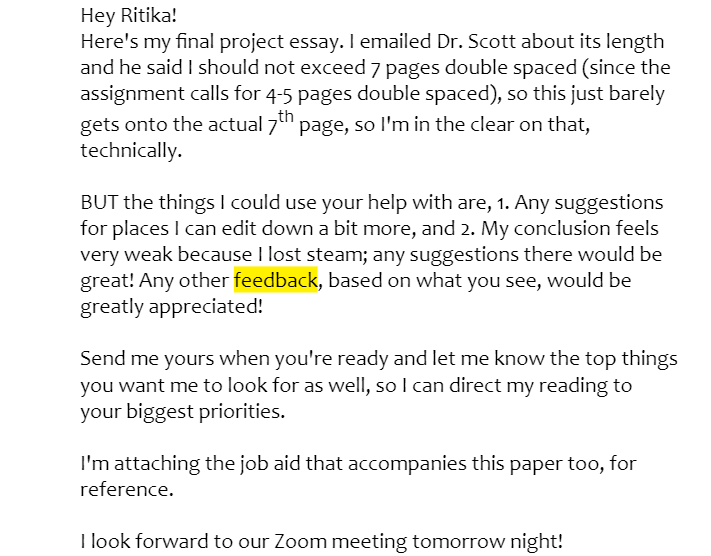 Hey Ritika!
Here's my final project essay. I emailed Dr. Scott about its length
and he said I should not exceed 7 pages double spaced (since the
assignment calls for 4-5 pages double spaced), so this just barely
gets onto the actual 7th page, so I'm in the clear on that,
technically.
BUT the things I could use your help with are, 1. Any suggestions
for places I can edit down a bit more, and 2. My conclusion feels
very weak because I lost steam; any suggestions there would be
great! Any other feedback, based on what you see, would be
greatly appreciated!
Send me yours when you're ready and let me know the top things
you want me to look for as well, so I can direct my reading to
your biggest priorities.
I'm attaching the job aid that accompanies this paper too, for
reference.
I look forward to our Zoom meeting tomorrow night!